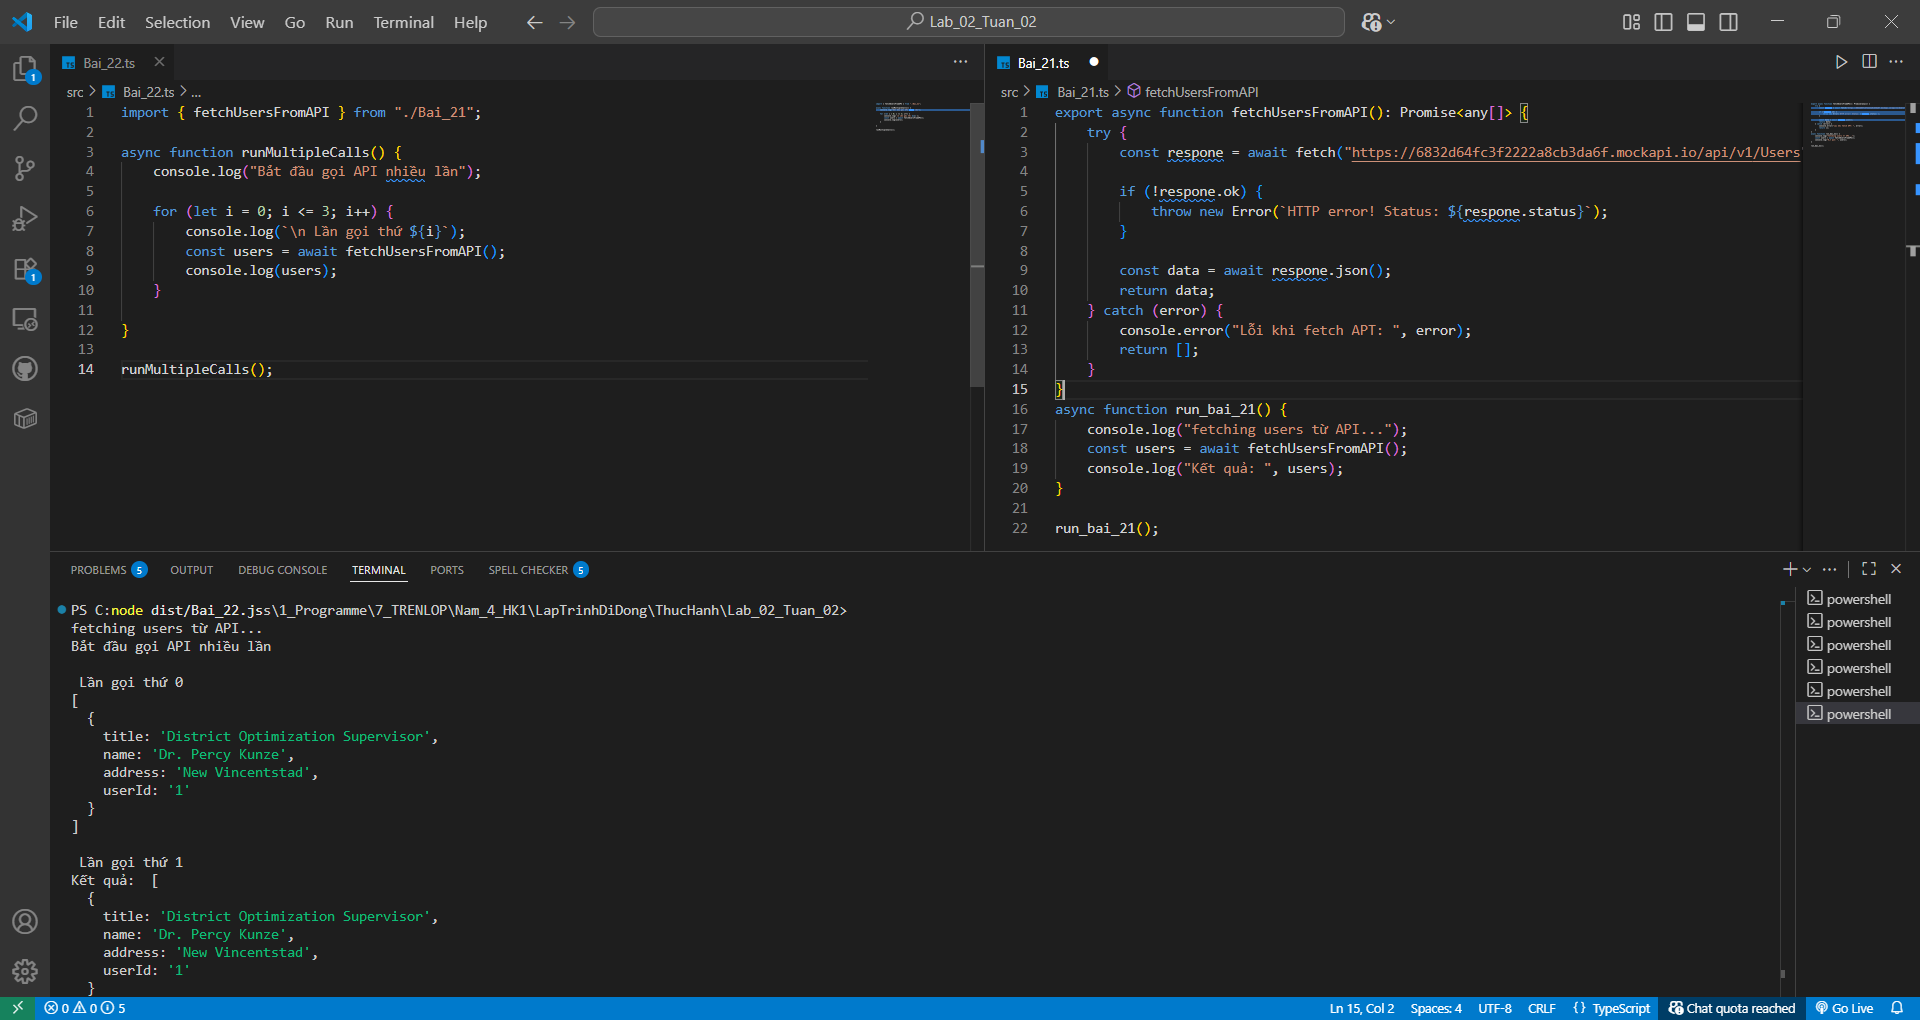 File Edit Selection View Go Run Terminal Help
Lab_02_Tuan_02
Bai_22.ts
src > Bai_22.ts > ...
1 import { fetchUsersFromAPI } from "./Bai_21";
2
3 async function runMultipleCalls() {
4 console.log("Bắt đầu gọi API nhiều lần");
5
6 for (let i = 0; i <= 3; i++) {
7 console.log(`\n Lần gọi thứ ${i}`);
8 const users = await fetchUsersFromAPI();
9 console.log(users);
10 }
11
12 }
13
14 runMultipleCalls();
Bai_21.ts
src > Bai_21.ts > fetchUsersFromAPI
1 export async function fetchUsersFromAPI(): Promise<any[]> {
2 try {
3 const respone = await fetch("https://6832d64fc3f2222a8cb3da6f.mockapi.io/api/v1/Users
4
5 if (!respone.ok) {
6 throw new Error(`HTTP error! Status: ${respone.status}`);
7 }
8
9 const data = await respone.json();
10 return data;
11 } catch (error) {
12 console.error("Lỗi khi fetch APT: ", error);
13 return [];
14 }
15 }
16 async function run_bai_21() {
17 console.log("fetching users từ API...");
18 const users = await fetchUsersFromAPI();
19 console.log("Kết quả: ", users);
20 }
21
22 run_bai_21();
PROBLEMS 5 OUTPUT DEBUG CONSOLE TERMINAL PORTS SPELL CHECKER 5
PS C:node dist/Bai_22.jss\1_Programme\7_TRENLOP\Nam_4_HK1\LapTrinhDiDong\ThucHanh\Lab_02_Tuan_02>
fetching users từ API...
Bắt đầu gọi API nhiều lần
Lần gọi thứ 0
[
{
title: 'District Optimization Supervisor',
name: 'Dr. Percy Kunze',
address: 'New Vincentstad',
userId: '1'
}
]
Lần gọi thứ 1
Kết quả: [
{
title: 'District Optimization Supervisor',
name: 'Dr. Percy Kunze',
address: 'New Vincentstad',
userId: '1'
}
powershell
powershell
powershell
powershell
powershell
powershell
0 0 5
Ln 15, Col 2 Spaces: 4 UTF-8 CRLF {} TypeScript Chat quota reached Go Live